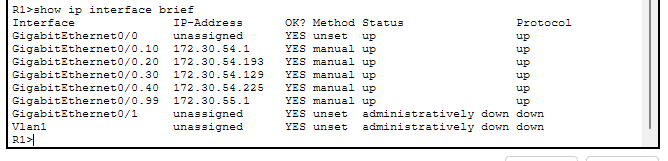 R1>show ip interface brief
Interface              IP-Address      OK? Method Status                Protocol
GigabitEthernet0/0     unassigned      YES unset  up                    up
GigabitEthernet0/0.10  172.30.54.1     YES manual up                    up
GigabitEthernet0/0.20  172.30.54.193   YES manual up                    up
GigabitEthernet0/0.30  172.30.54.129   YES manual up                    up
GigabitEthernet0/0.40  172.30.54.225   YES manual up                    up
GigabitEthernet0/0.99  172.30.55.1     YES manual up                    up
GigabitEthernet0/1     unassigned      YES unset  administratively down down
Vlan1                  unassigned      YES unset  administratively down down
R1>